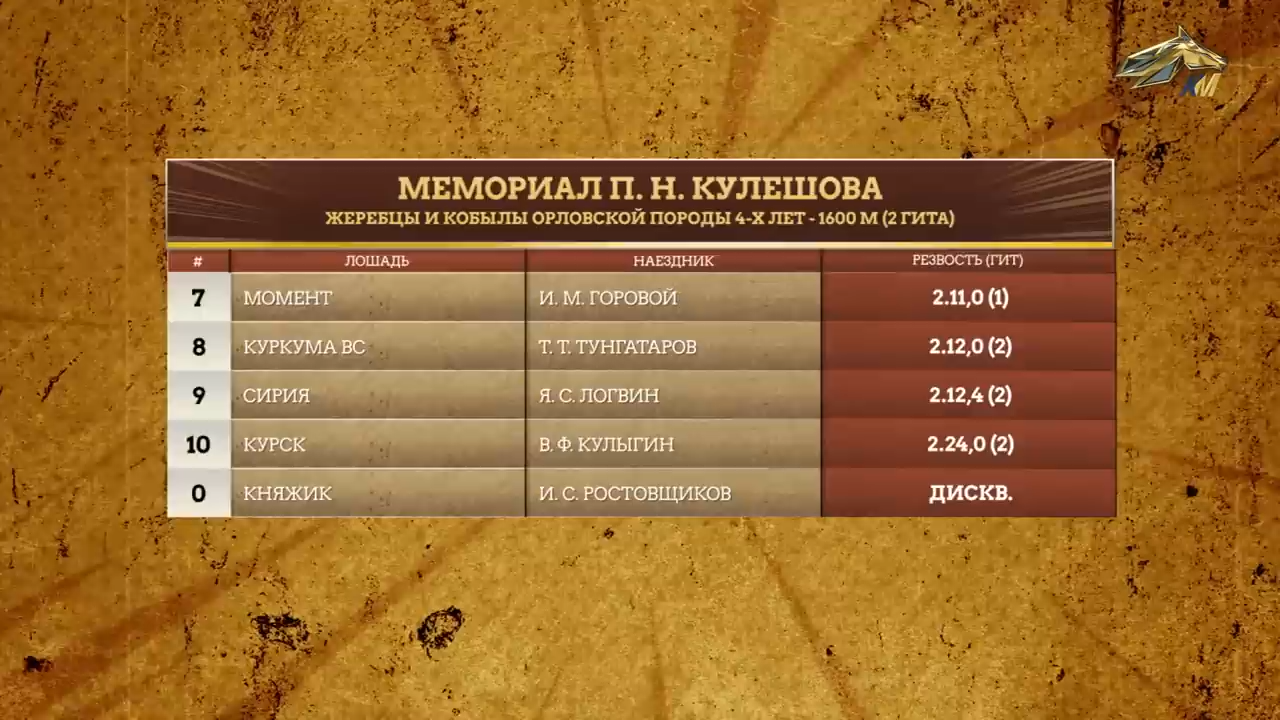 ХМ
МЕМОРИАЛ П. Н. КУЛЕШОВА
ЖЕРЕБЦЫ И КОБЫЛЫ ОРЛОВСКОЙ ПОРОДЫ 4-Х ЛЕТ - 1600 М (2 ГИТА)
# ЛОШАДЬ НАЕЗДНИК РЕЗВОСТЬ (ГИТ)
7 МОМЕНТ И. М. ГОРОВОЙ 2.11,0 (1)
8 КУРКУМА ВС Т. Т. ТУНГАТАРОВ 2.12,0 (2)
9 СИРИЯ Я. С. ЛОГВИН 2.12,4 (2)
10 КУРСК В. Ф. КУЛЫГИН 2.24,0 (2)
0 КНЯЖИК И. С. РОСТОВЩИКОВ ДИСКВ.